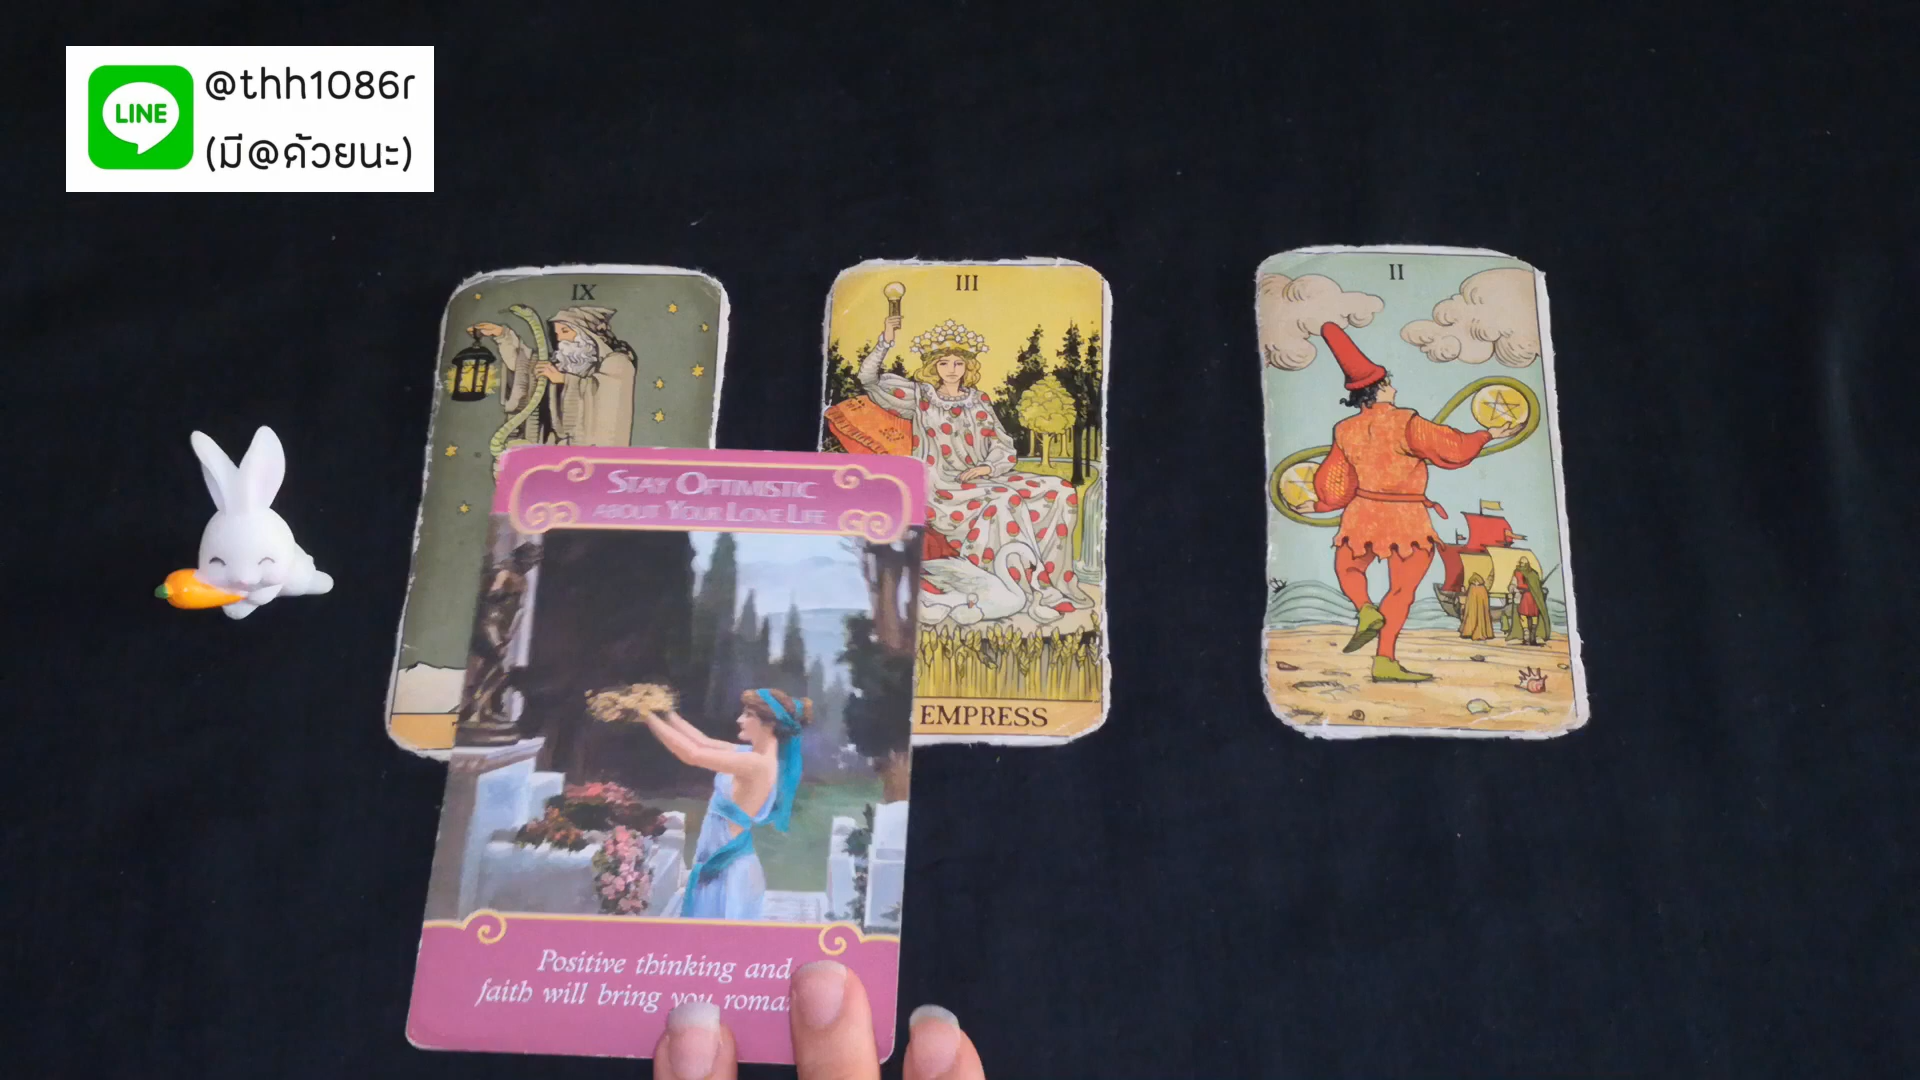 LINE
@thh1086r
(มี@ด้วยนะ)
IX
III
II
STAY OPTIMISTIC
ABOUT YOUR LOVE LIFE
EMPRESS
Positive thinking and
faith will bring you